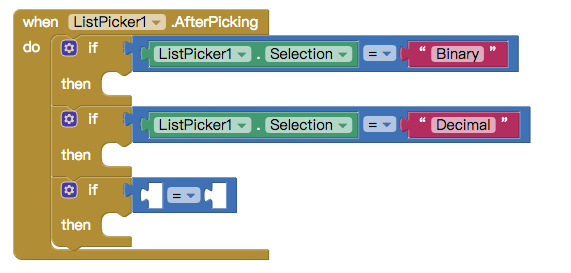 when ListPicker1 .AfterPicking
do if ListPicker1 . Selection = “ Binary ”
then
if ListPicker1 . Selection = “ Decimal ”
then
if =
then